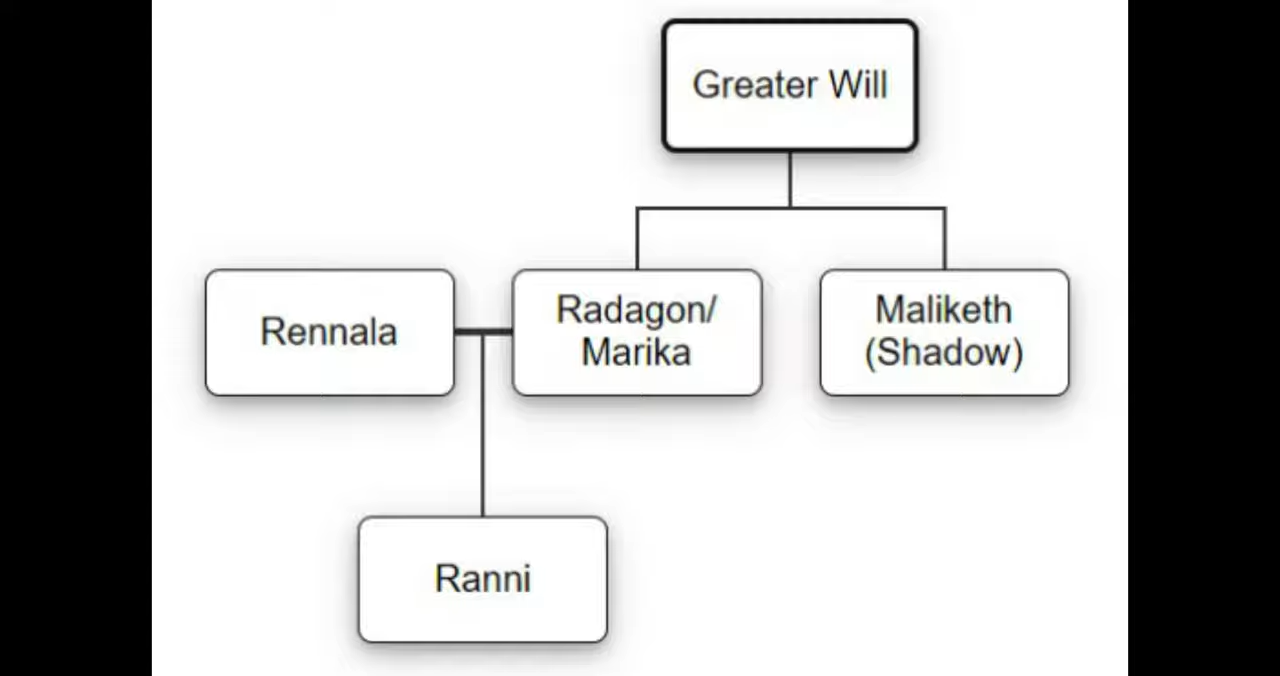 Greater Will
Rennala
Radagon/
Marika
Maliketh
(Shadow)
Ranni